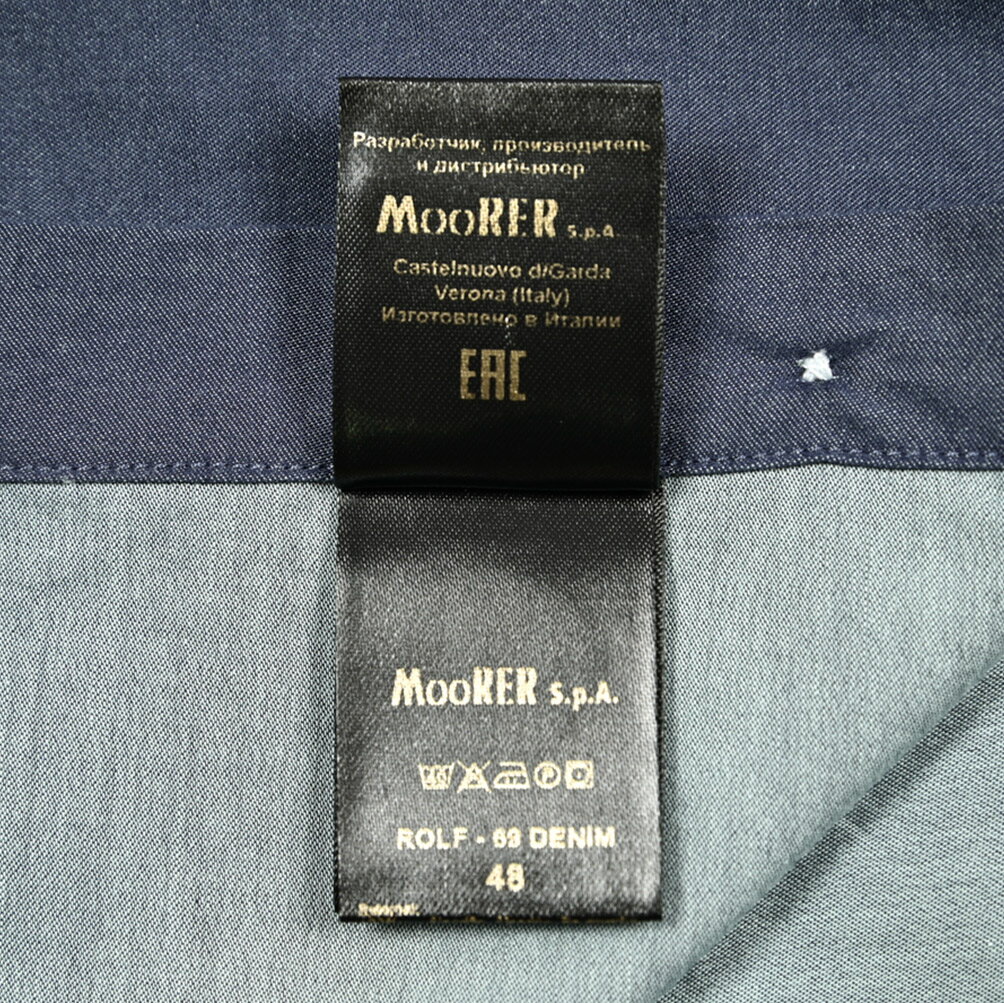 Разработчик, производитель
и дистрибьютор
MooRER S.p.A.
Castelnuovo d/Garda
Verona (Italy)
Изготовлено в Италии
EAC
MooRER S.p.A.
ROLF - 69 DENIM
48